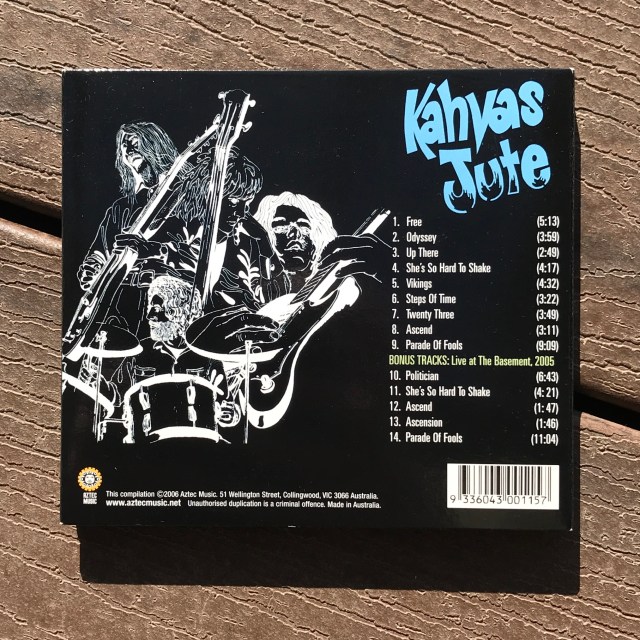 Kahvas
Jute
1. Free (5:13)
2. Odyssey (3:59)
3. Up There (2:49)
4. She's So Hard To Shake (4:17)
5. Vikings (4:32)
6. Steps Of Time (3:22)
7. Twenty Three (3:49)
8. Ascend (3:11)
9. Parade Of Fools (9:09)
BONUS TRACKS: Live at The Basement, 2005
10. Politician (6:43)
11. She's So Hard To Shake (4: 21)
12. Ascend (1: 47)
13. Ascension (1:46)
14. Parade Of Fools (11:04)
AZTEC
MUSIC
This compilation ©2006 Aztec Music. 51 Wellington Street, Collingwood, VIC 3066 Australia.
www.aztecmusic.net Unauthorised duplication is a criminal offence. Made in Australia.
9 336043 001157